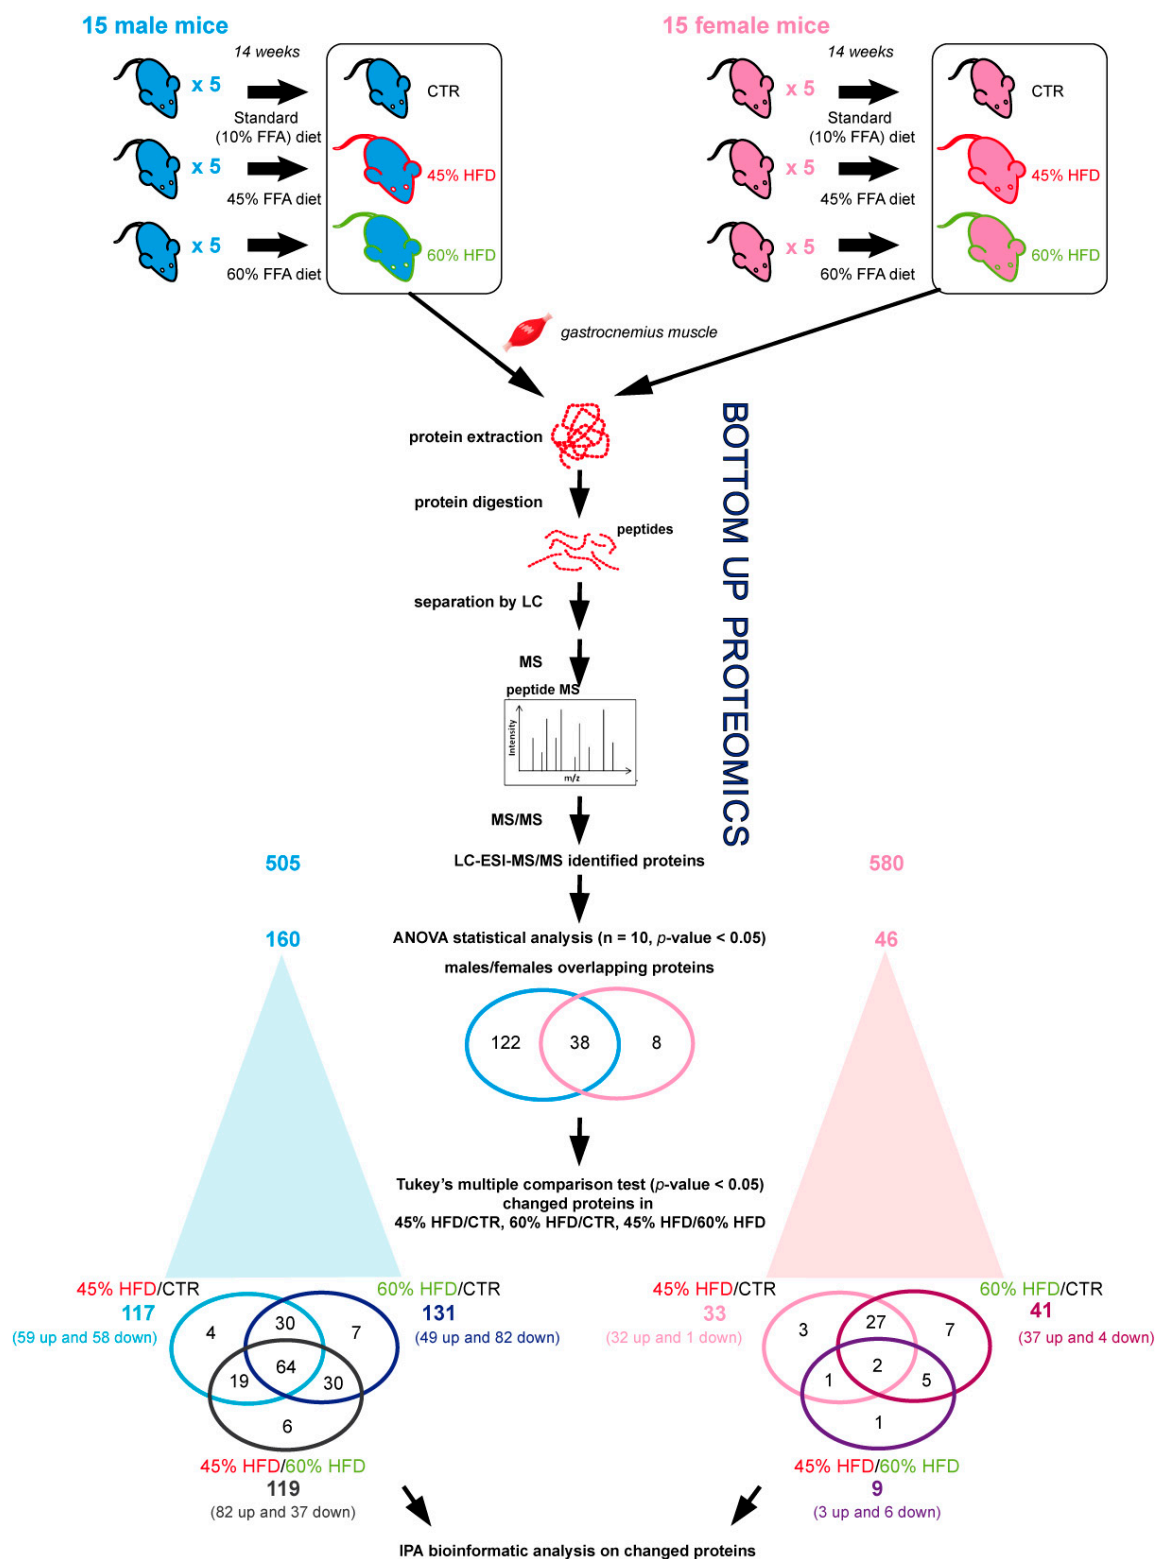 15 male mice
15 female mice
14 weeks
x 5
CTR
Standard
(10% FFA) diet
x 5
45% HFD
45% FFA diet
x 5
60% HFD
60% FFA diet
14 weeks
x 5
CTR
Standard
(10% FFA) diet
x 5
45% HFD
45% FFA diet
x 5
60% HFD
60% FFA diet
gastrocnemius muscle
BOTTOM UP PROTEOMICS
protein extraction
protein digestion
peptides
separation by LC
MS
peptide MS
Intensity
m/z
MS/MS
505
LC-ESI-MS/MS identified proteins
580
160
ANOVA statistical analysis (n = 10, p-value < 0.05)
46
males/females overlapping proteins
122
38
8
Tukey's multiple comparison test (p-value < 0.05)
changed proteins in
45% HFD/CTR, 60% HFD/CTR, 45% HFD/60% HFD
45% HFD/CTR
117
(59 up and 58 down)
60% HFD/CTR
131
(49 up and 82 down)
4
30
7
64
19
30
6
45% HFD/60% HFD
119
(82 up and 37 down)
45% HFD/CTR
33
(32 up and 1 down)
60% HFD/CTR
41
(37 up and 4 down)
3
27
7
2
1
5
1
45% HFD/60% HFD
9
(3 up and 6 down)
IPA bioinformatic analysis on changed proteins